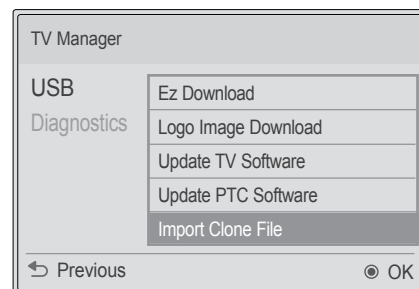 TV Manager
USB
Diagnostics
Ez Download
Logo Image Download
Update TV Software
Update PTC Software
Import Clone File
Previous
OK